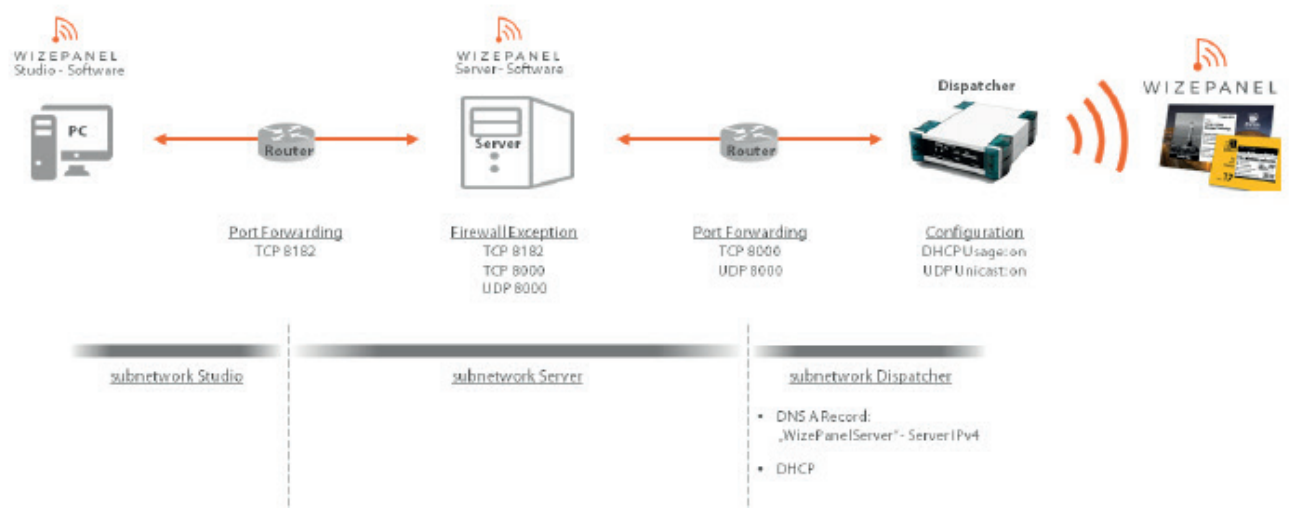 WIZEPANEL
Studio - Software
PC
Router
WIZEPANEL
Server - Software
Server
Router
Dispatcher
WIZEPANEL
17
Port Forwarding
TCP 8182
Firewall Exception
TCP 8182
TCP 8000
UDP 8000
Port Forwarding
TCP 8000
UDP 8000
Configuration
DHCP Usage: on
UDP Unicast: on
subnetwork Studio
subnetwork Server
subnetwork Dispatcher
• DNS A Record:
„WizePanelServer“ - Server IPv4
• DHCP